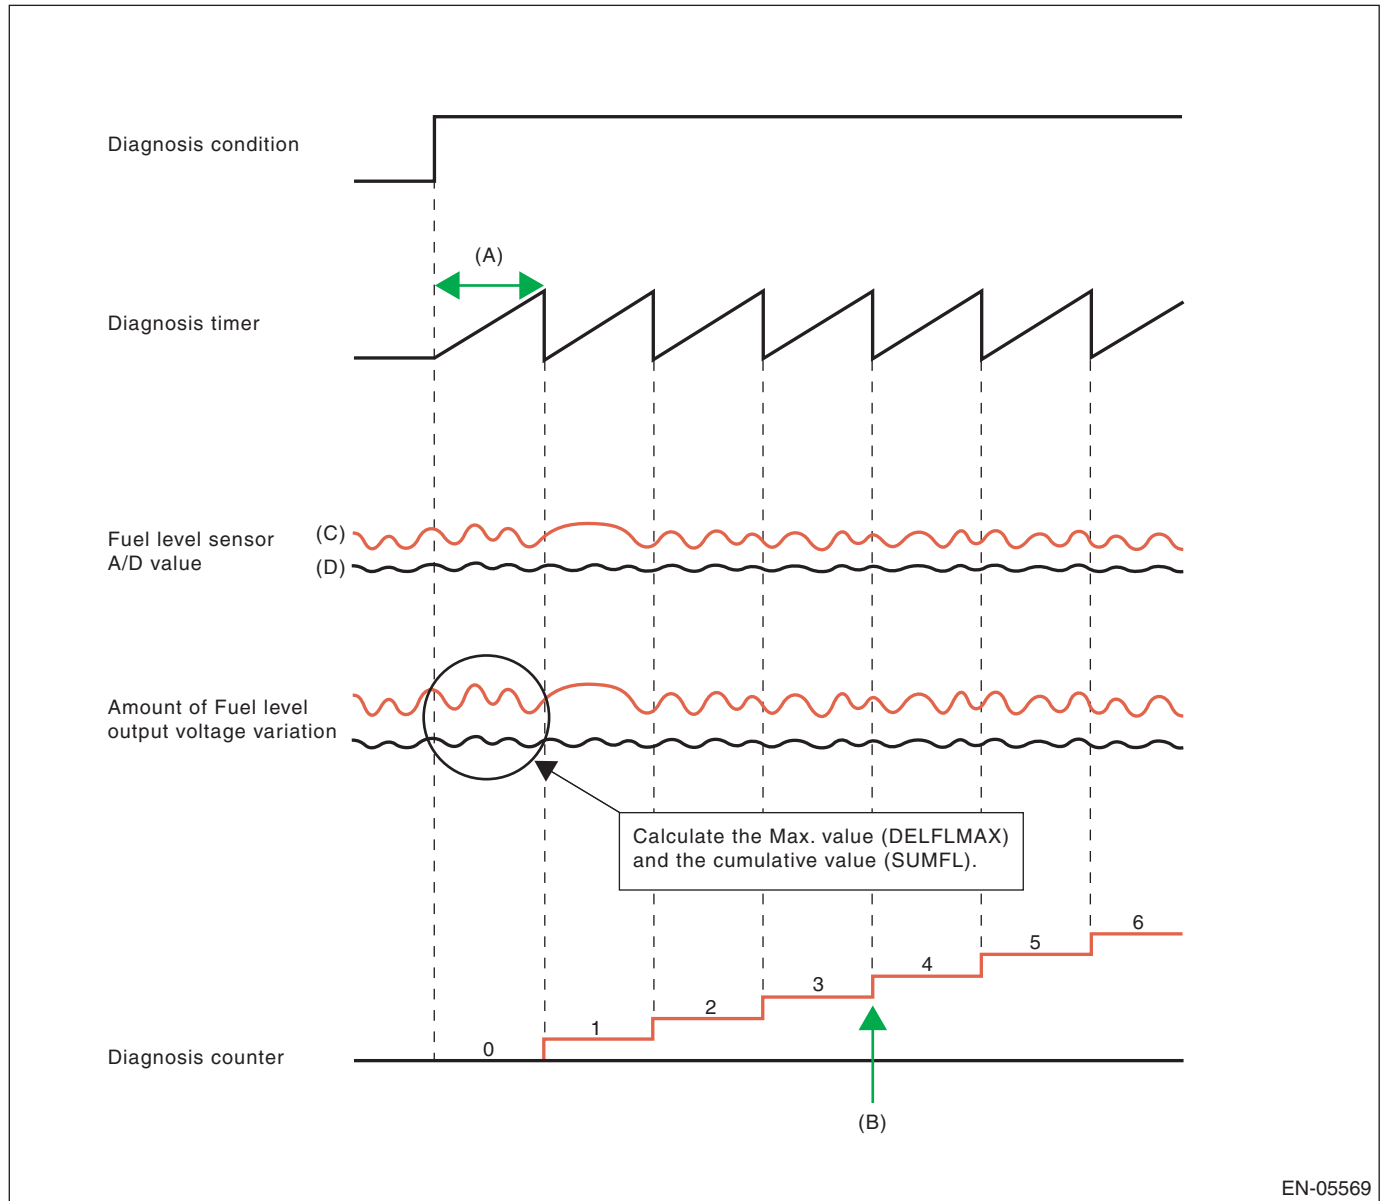 Diagnosis condition
(A)
Diagnosis timer
Fuel level sensor
A/D value
(C)
(D)
Amount of Fuel level
output voltage variation
Calculate the Max. value (DELFLMAX)
and the cumulative value (SUMFL).
6
5
4
3
2
1
0
Diagnosis counter
(B)
EN-05569